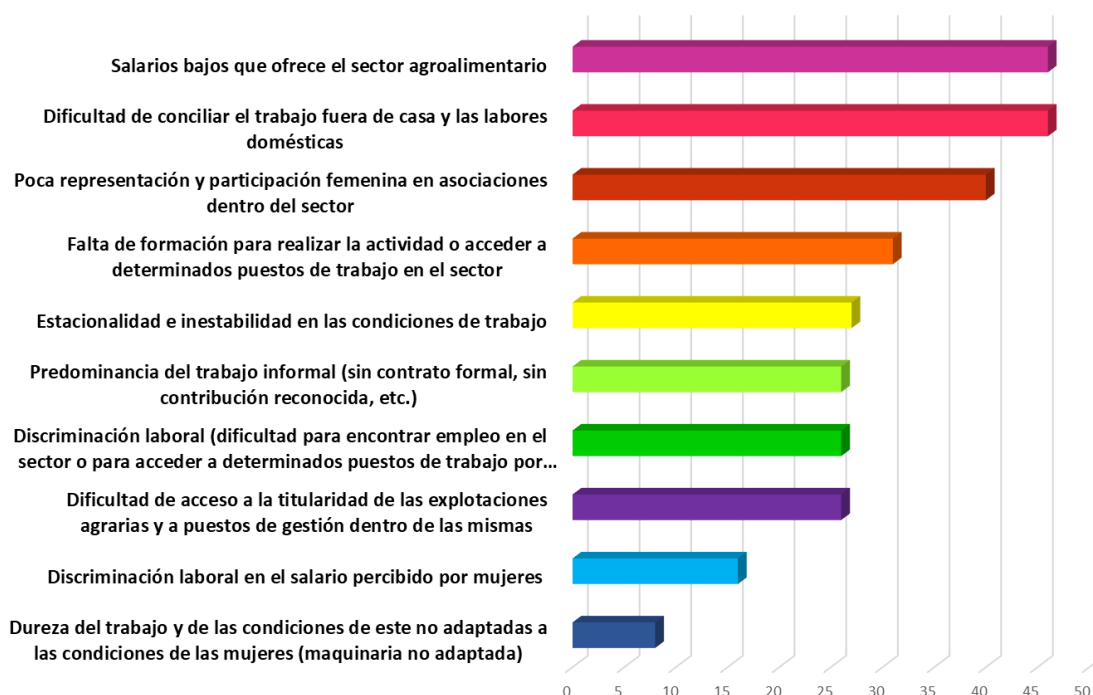 Salarios bajos que ofrece el sector agroalimentario
Dificultad de conciliar el trabajo fuera de casa y las labores
domésticas
Poca representación y participación femenina en asociaciones
dentro del sector
Falta de formación para realizar la actividad o acceder a
determinados puestos de trabajo en el sector
Estacionalidad e inestabilidad en las condiciones de trabajo
Predominancia del trabajo informal (sin contrato formal, sin
contribución reconocida, etc.)
Discriminación laboral (dificultad para encontrar empleo en el
sector o para acceder a determinados puestos de trabajo por...
Dificultad de acceso a la titularidad de las explotaciones
agrarias y a puestos de gestión dentro de las mismas
Discriminación laboral en el salario percibido por mujeres
Dureza del trabajo y de las condiciones de este no adaptadas a
las condiciones de las mujeres (maquinaria no adaptada)
0 5 10 15 20 25 30 35 40 45 50